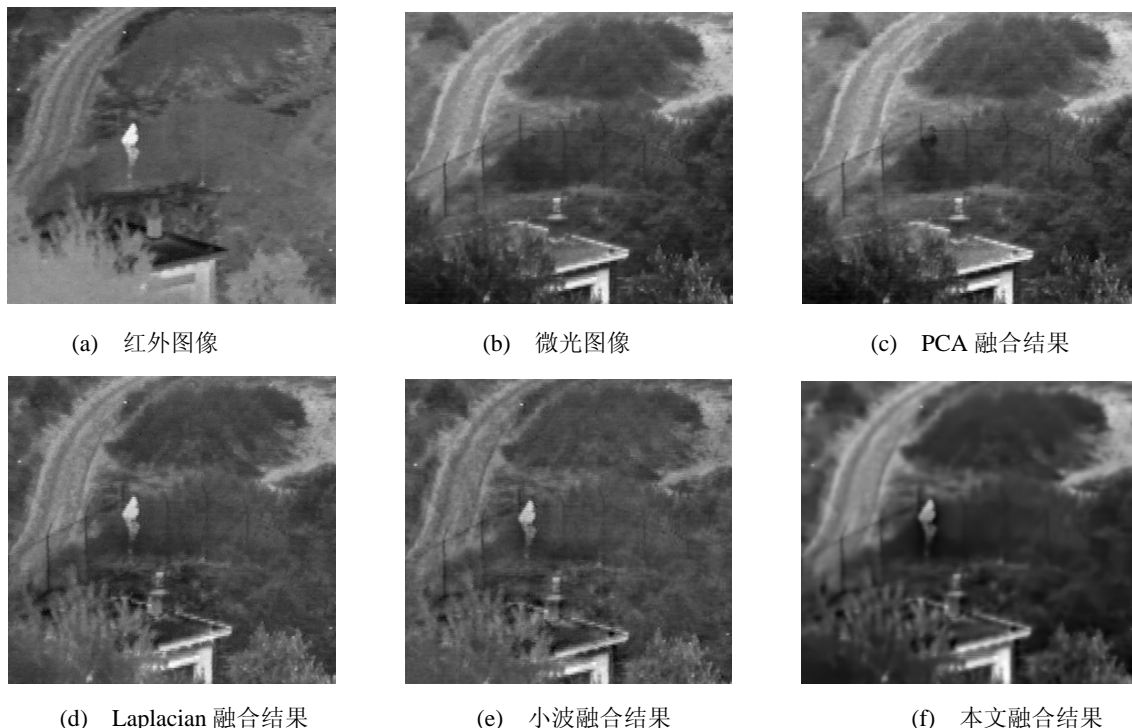 (a) 红外图像
(b) 微光图像
(c) PCA 融合结果
(d) Laplacian 融合结果
(e) 小波融合结果
(f) 本文融合结果